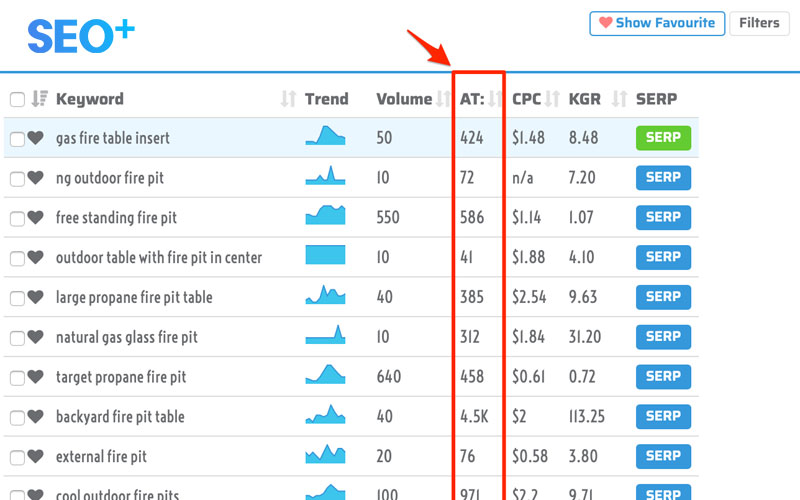 SEO+
Show Favourite Filters
Keyword Trend Volume AT: CPC KGR SERP
gas fire table insert 50 424 $1.48 8.48 SERP
ng outdoor fire pit 10 72 n/a 7.20 SERP
free standing fire pit 550 586 $1.14 1.07 SERP
outdoor table with fire pit in center 10 41 $1.88 4.10 SERP
large propane fire pit table 40 385 $2.54 9.63 SERP
natural gas glass fire pit 10 312 $1.84 31.20 SERP
target propane fire pit 640 458 $0.61 0.72 SERP
backyard fire pit table 40 4.5K $2 113.25 SERP
external fire pit 20 76 $0.58 3.80 SERP
cool outdoor fire pits 100 971 $2.2 9.71 SERP